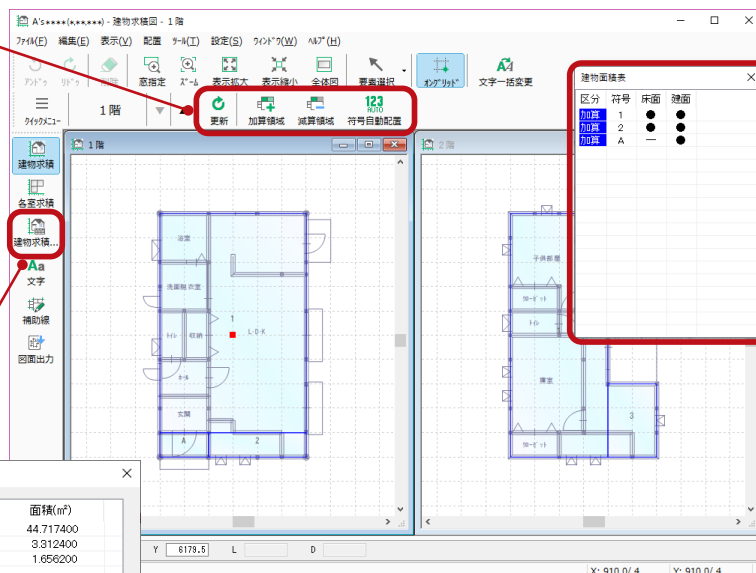 A's****(*,**,***) - 建物求積図 - 1 階
ﾌｧｲﾙ(F) 編集(E) 表示(V) 配置 ﾂｰﾙ(T) 設定(S) ｳｨﾝﾄﾞｳ(W) ﾍﾙﾌﾟ(H)
ｱﾝﾄﾞｩ ﾘﾄﾞｩ 削除 窓指定 ｽﾞｰﾑ 表示拡大 表示縮小 全体図 要素選択 ｵﾝｸﾞﾘｯﾄﾞ 文字一括変更
ｸｲｯｸﾒﾆｭｰ 1 階 更新 加算領域 減算領域 123 AUTO 符号自動配置
建物求積
各室求積
建物求積...
Aa
文字
補助線
図面出力
1 階
浴室
洗面脱衣室
ﾄｲﾚ 収納
1
L･D･K
ﾎｰﾙ
玄関
A 2
2 階
子供部屋
ｸﾛｰｾﾞｯﾄ
ﾄｲﾚ
寝室
3
ｸﾛｰｾﾞｯﾄ
建物面積表
区分 符号 床面 建面
加算 1 ● ●
加算 2 ● ●
加算 A ― ●
面積(㎡)
44.717400
3.312400
1.656200
Y 6179.5 L D
X: 910.0/ 4 Y: 910.0/ 4